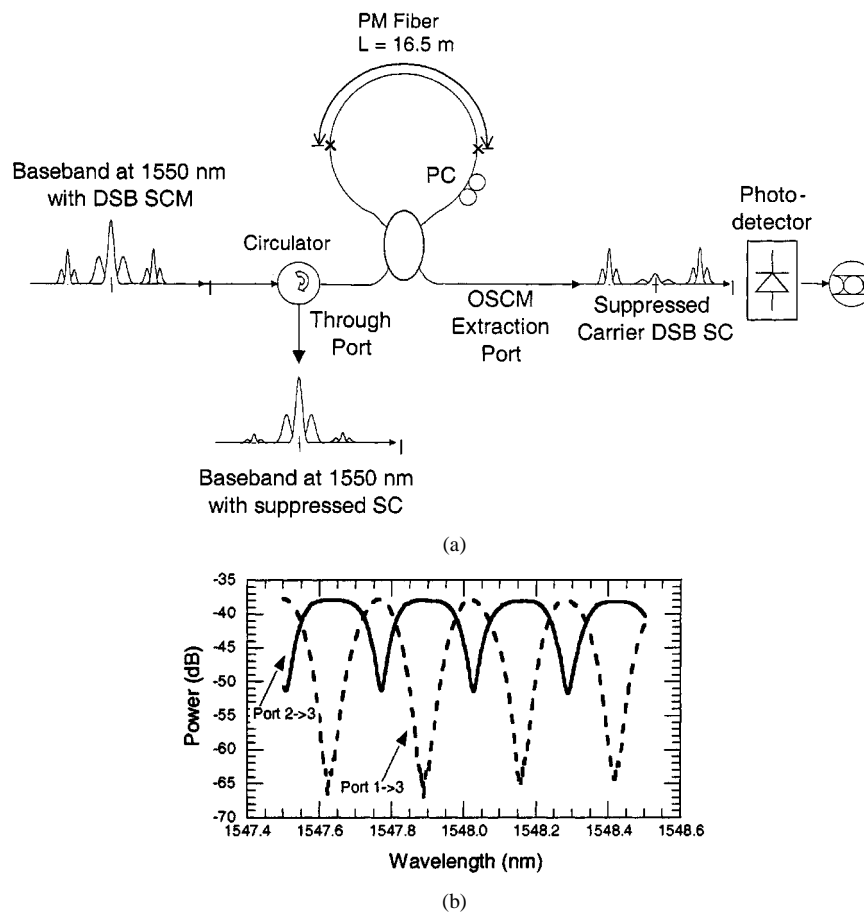 PM Fiber
L = 16.5 m
Baseband at 1550 nm
with DSB SCM
PC
Photo-
detector
Circulator
Through
Port
OSCM
Extraction
Port
Suppressed
Carrier DSB SC
l
l
l
Baseband at 1550 nm
with suppressed SC
(a)
-35
-40
-45
-50
-55
-60
-65
-70
Power (dB)
Port 2->3
Port 1->3
1547.4 1547.6 1547.8 1548.0 1548.2 1548.4 1548.6
Wavelength (nm)
(b)